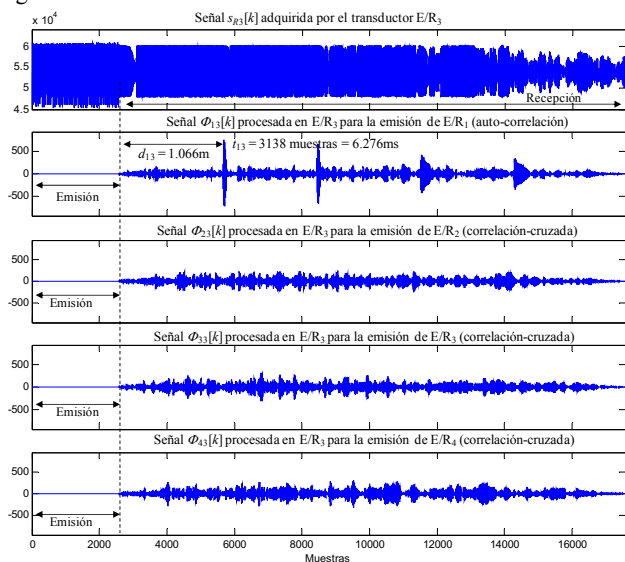 Señal s_R3[k] adquirida por el transductor E/R₃
x 10⁴
6
5.5
5
4.5
Recepción
Señal Φ₁₃[k] procesada en E/R₃ para la emisión de E/R₁ (auto-correlación)
500
0
-500
d₁₃ = 1.066m
t₁₃ = 3138 muestras = 6.276ms
Emisión
Señal Φ₂₃[k] procesada en E/R₃ para la emisión de E/R₂ (correlación-cruzada)
500
0
-500
Emisión
Señal Φ₃₃[k] procesada en E/R₃ para la emisión de E/R₃ (correlación-cruzada)
500
0
-500
Emisión
Señal Φ₄₃[k] procesada en E/R₃ para la emisión de E/R₄ (correlación-cruzada)
500
0
-500
Emisión
0 2000 4000 6000 8000 10000 12000 14000 16000
Muestras